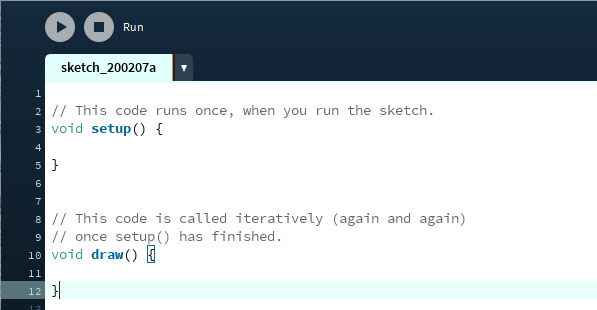 Run
sketch_200207a ▼
1
2 // This code runs once, when you run the sketch.
3 void setup() {
4
5 }
6
7
8 // This code is called iteratively (again and again)
9 // once setup() has finished.
10 void draw() {
11
12 }
13